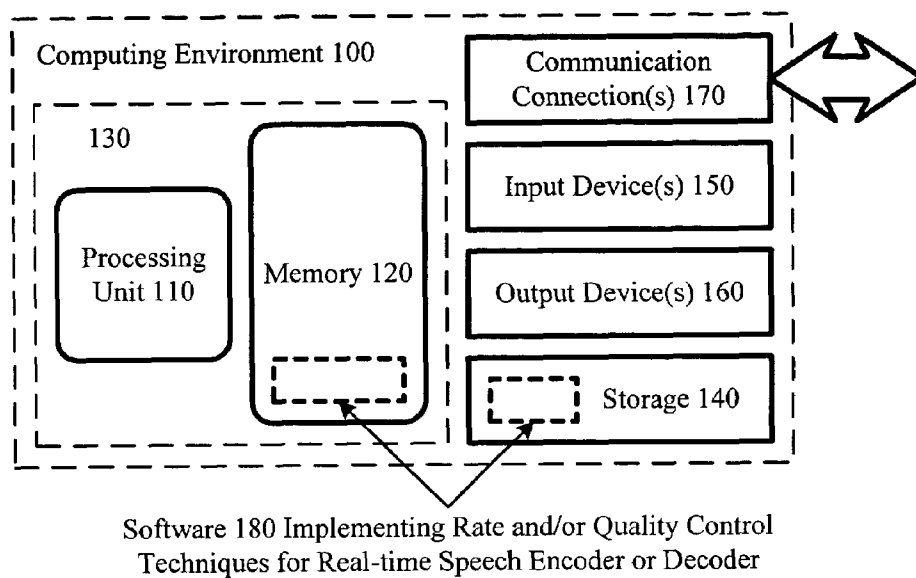 Computing Environment 100
Communication
Connection(s) 170
130
Input Device(s) 150
Processing
Unit 110
Memory 120
Output Device(s) 160
Storage 140
Software 180 Implementing Rate and/or Quality Control
Techniques for Real-time Speech Encoder or Decoder